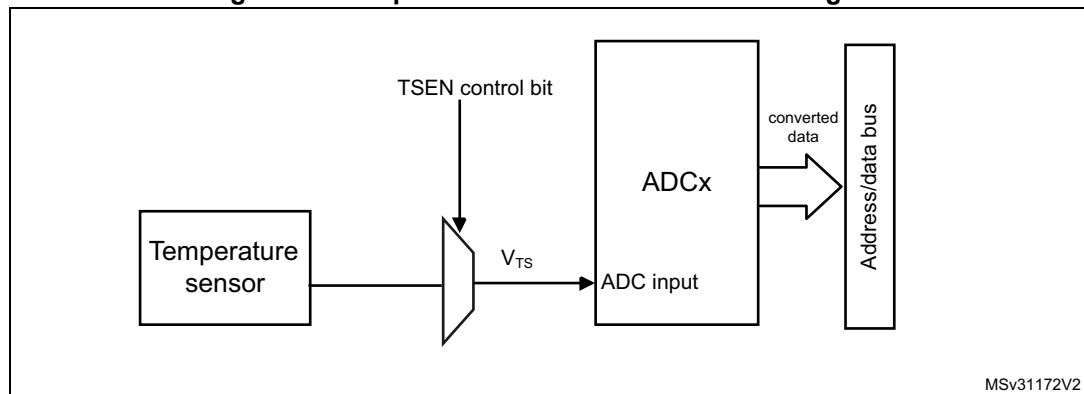 TSEN control bit
converted
data
Address/data bus
ADCx
Temperature
sensor
VTS
ADC input
MSv31172V2